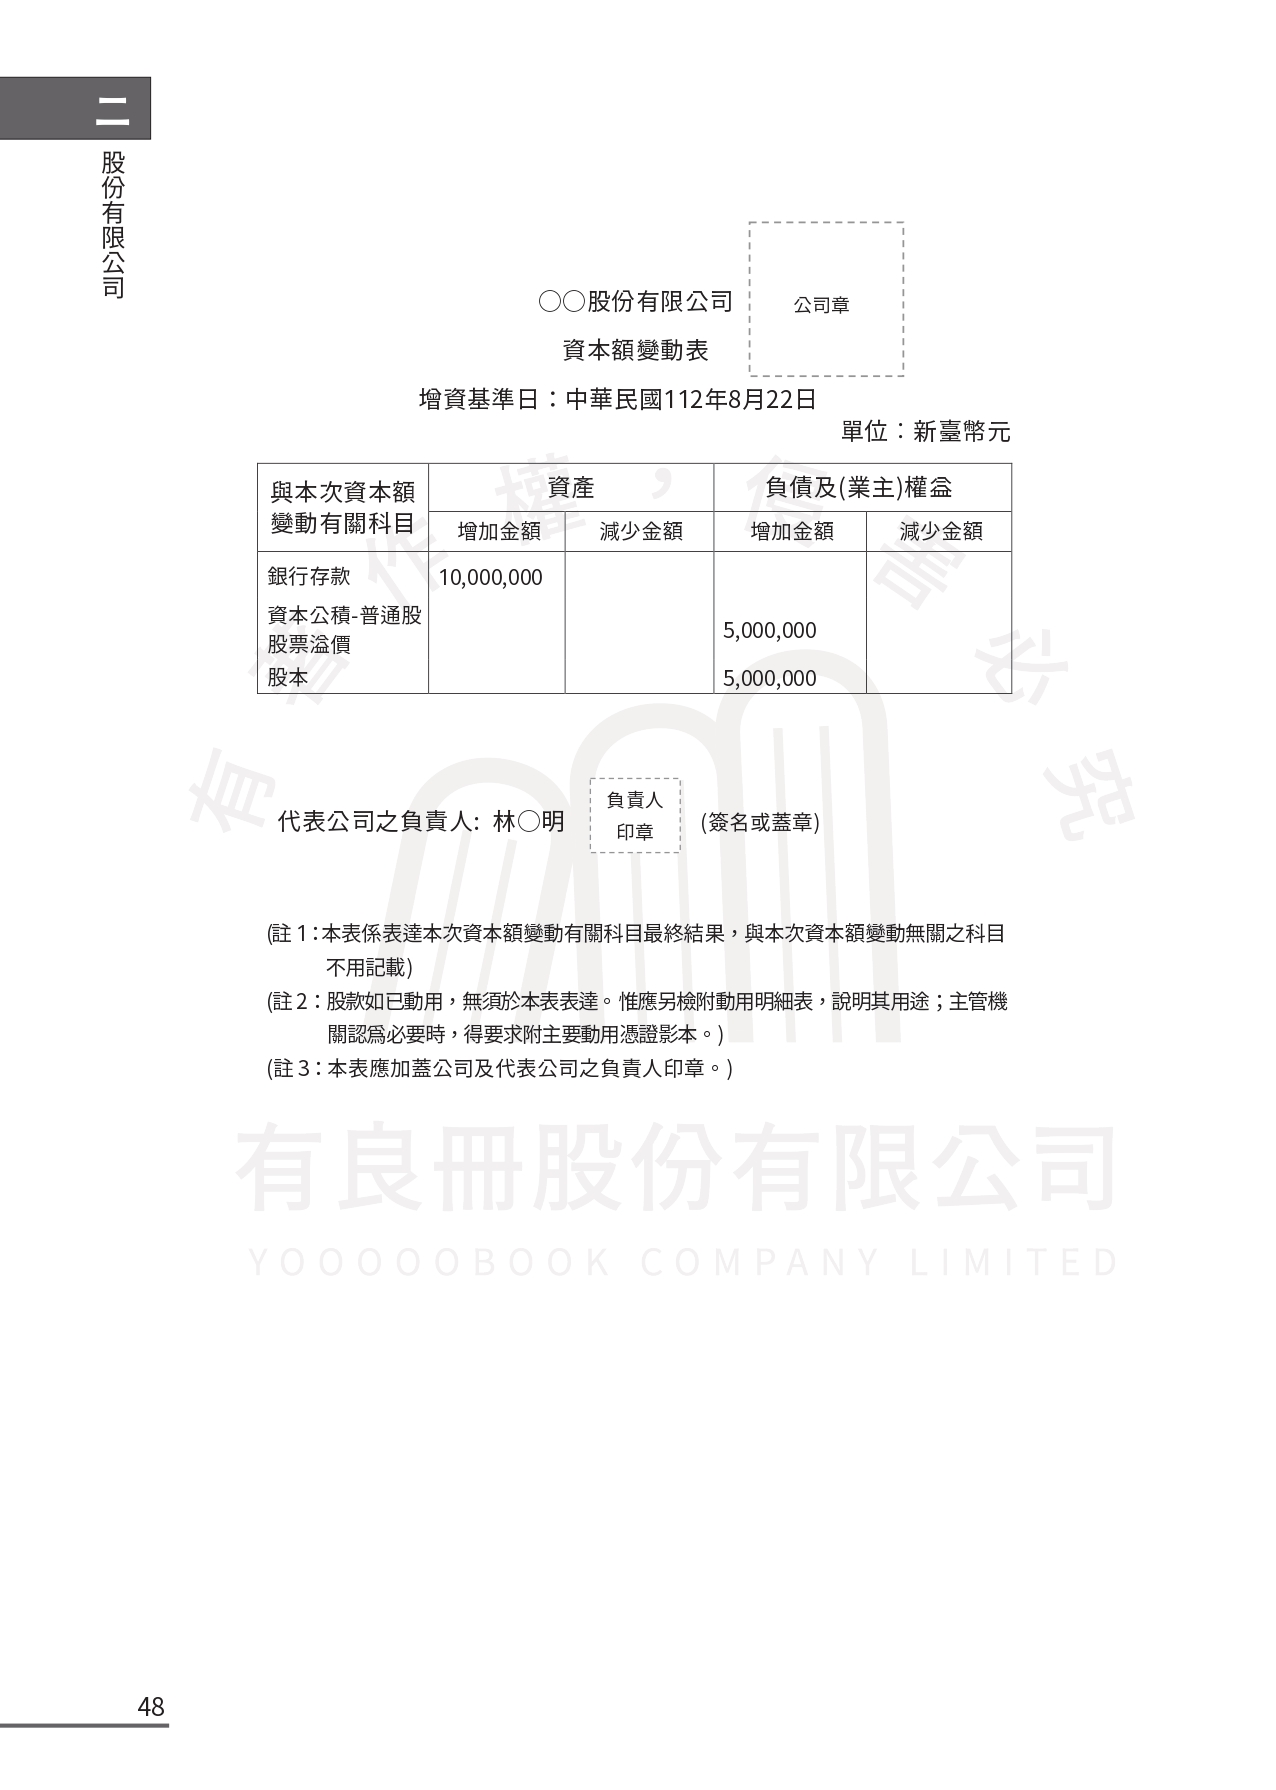 二
股份有限公司
○○股份有限公司
公司章
資本額變動表
增資基準日：中華民國112年8月22日
單位：新臺幣元
與本次資本額 資產 負債及(業主)權益
變動有關科目 增加金額 減少金額 增加金額 減少金額
銀行存款 10,000,000
資本公積-普通股
股票溢價 5,000,000
股本 5,000,000
代表公司之負責人: 林○明
負責人
印章
(簽名或蓋章)
(註 1：本表係表達本次資本額變動有關科目最終結果，與本次資本額變動無關之科目
不用記載)
(註 2：股款如已動用，無須於本表表達。惟應另檢附動用明細表，說明其用途；主管機
關認為必要時，得要求附主要動用憑證影本。)
(註 3：本表應加蓋公司及代表公司之負責人印章。)
有著作權，侵害必究
有良冊股份有限公司
YOOOOOBOOK COMPANY LIMITED
48